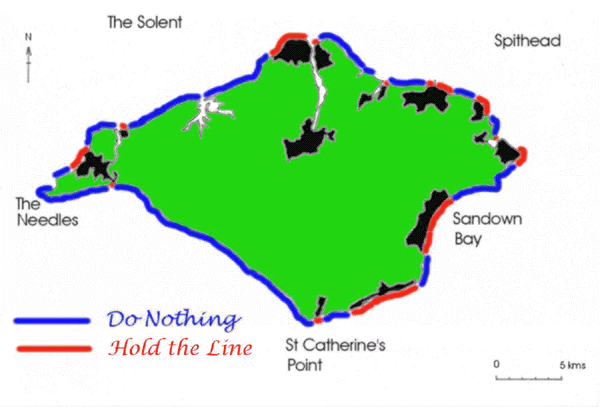 The Solent
N
Spithead
The
Needles
Sandown
Bay
Do Nothing
Hold the Line
St Catherine's
Point
0 5 kms